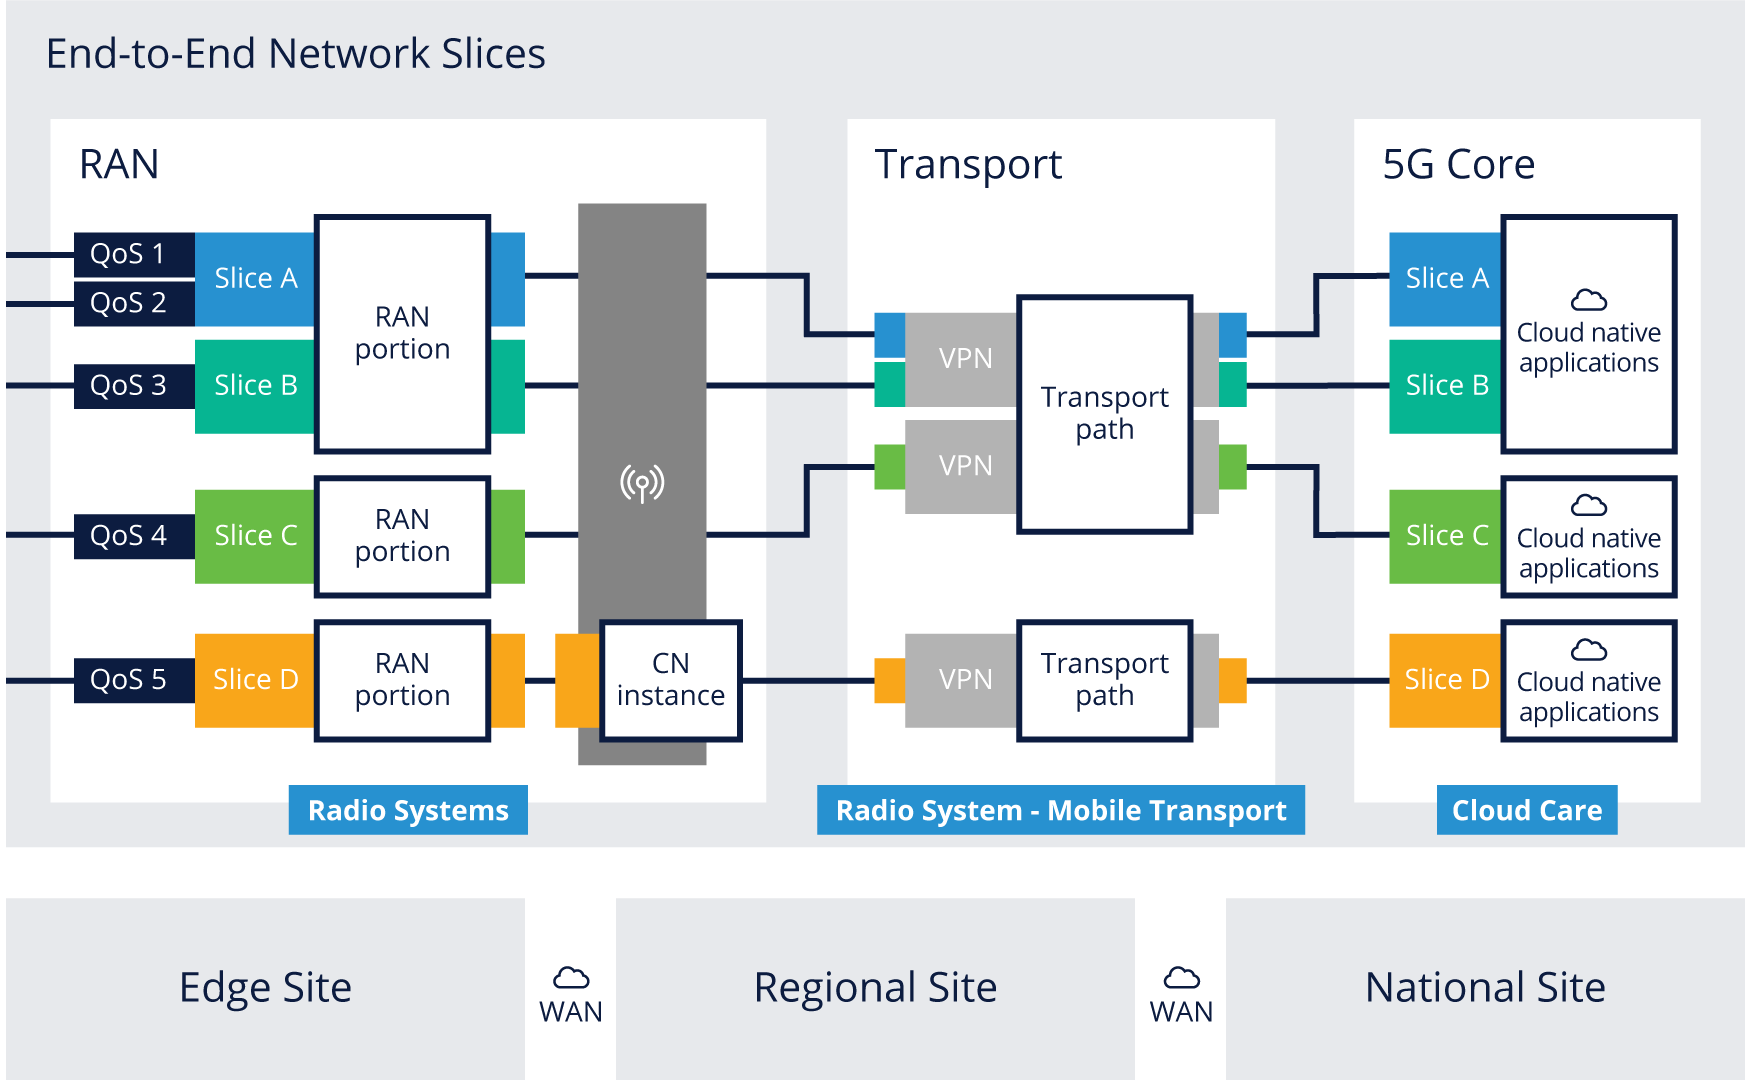 End-to-End Network Slices
RAN
QoS 1
QoS 2
Slice A
QoS 3
Slice B
RAN
portion
QoS 4
Slice C
RAN
portion
QoS 5
Slice D
RAN
portion
CN
instance
Radio Systems
Transport
VPN
VPN
Transport
path
VPN
Transport
path
Radio System - Mobile Transport
5G Core
Slice A
Slice B
Cloud native
applications
Slice C
Cloud native
applications
Slice D
Cloud native
applications
Cloud Care
Edge Site
WAN
Regional Site
WAN
National Site